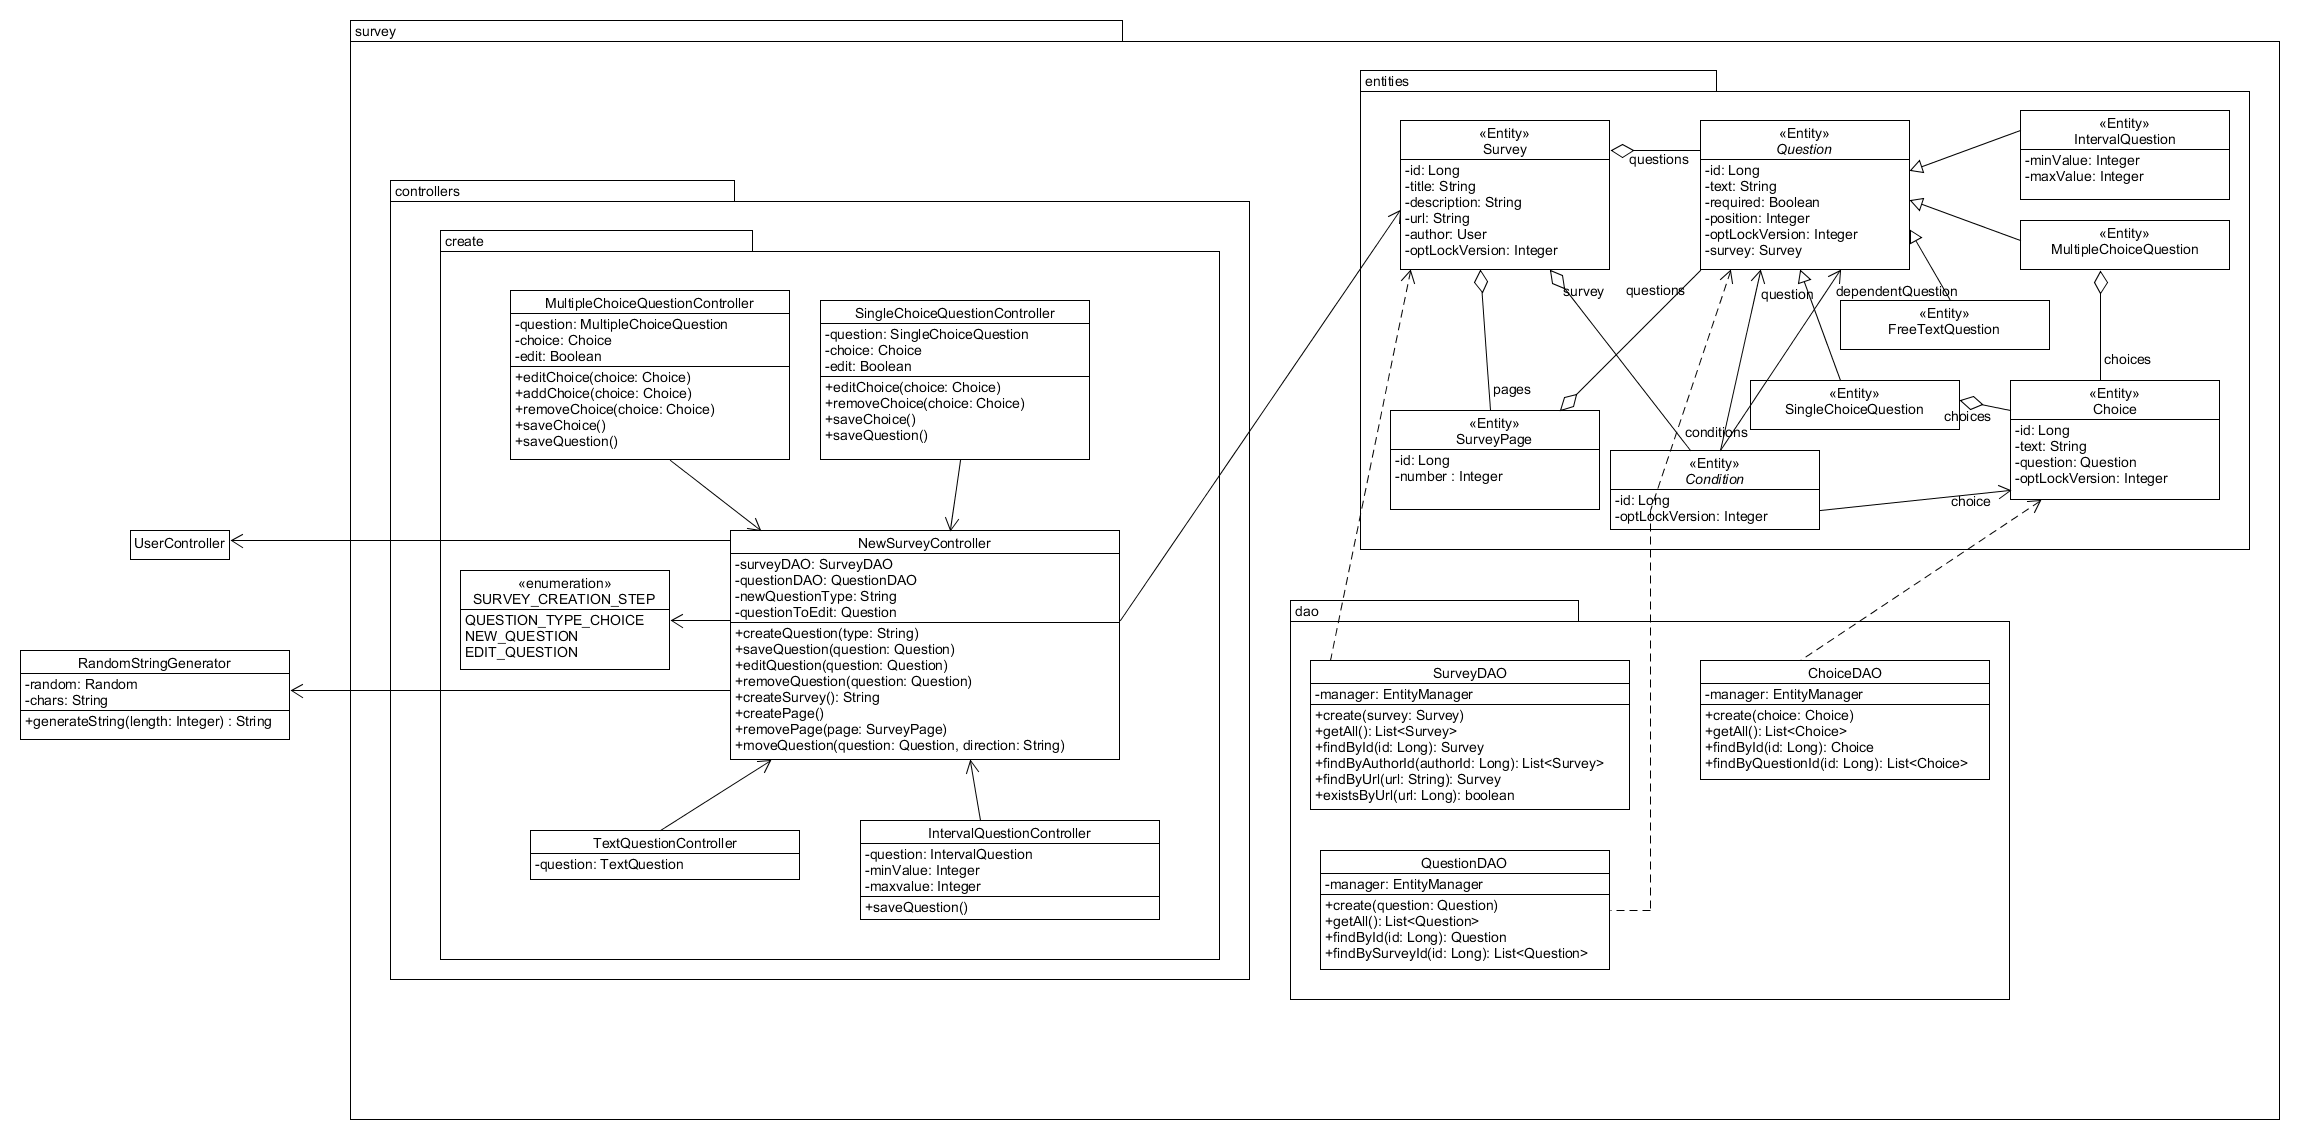 survey
entities
controllers
create
«Entity»
Survey
-id: Long
-title: String
-description: String
-url: String
-author: User
-optLockVersion: Integer
questions
«Entity»
Question
-id: Long
-text: String
-required: Boolean
-position: Integer
-optLockVersion: Integer
-survey: Survey
«Entity»
IntervalQuestion
-minValue: Integer
-maxValue: Integer
«Entity»
MultipleChoiceQuestion
survey
questions
question
dependentQuestion
«Entity»
FreeTextQuestion
choices
pages
«Entity»
SingleChoiceQuestion
choices
«Entity»
Choice
-id: Long
-text: String
-question: Question
-optLockVersion: Integer
«Entity»
SurveyPage
-id: Long
-number : Integer
conditions
«Entity»
Condition
-id: Long
-optLockVersion: Integer
choice
MultipleChoiceQuestionController
-question: MultipleChoiceQuestion
-choice: Choice
-edit: Boolean
+editChoice(choice: Choice)
+addChoice(choice: Choice)
+removeChoice(choice: Choice)
+saveChoice()
+saveQuestion()
SingleChoiceQuestionController
-question: SingleChoiceQuestion
-choice: Choice
-edit: Boolean
+editChoice(choice: Choice)
+removeChoice(choice: Choice)
+saveChoice()
+saveQuestion()
UserController
NewSurveyController
-surveyDAO: SurveyDAO
-questionDAO: QuestionDAO
-newQuestionType: String
-questionToEdit: Question
+createQuestion(type: String)
+saveQuestion(question: Question)
+editQuestion(question: Question)
+removeQuestion(question: Question)
+createSurvey(): String
+createPage()
+removePage(page: SurveyPage)
+moveQuestion(question: Question, direction: String)
«enumeration»
SURVEY_CREATION_STEP
QUESTION_TYPE_CHOICE
NEW_QUESTION
EDIT_QUESTION
RandomStringGenerator
-random: Random
-chars: String
+generateString(length: Integer) : String
TextQuestionController
-question: TextQuestion
IntervalQuestionController
-question: IntervalQuestion
-minValue: Integer
-maxvalue: Integer
+saveQuestion()
dao
SurveyDAO
-manager: EntityManager
+create(survey: Survey)
+getAll(): List<Survey>
+findById(id: Long): Survey
+findByAuthorId(authorId: Long): List<Survey>
+findByUrl(url: String): Survey
+existsByUrl(url: Long): boolean
ChoiceDAO
-manager: EntityManager
+create(choice: Choice)
+getAll(): List<Choice>
+findById(id: Long): Choice
+findByQuestionId(id: Long): List<Choice>
QuestionDAO
-manager: EntityManager
+create(question: Question)
+getAll(): List<Question>
+findById(id: Long): Question
+findBySurveyId(id: Long): List<Question>